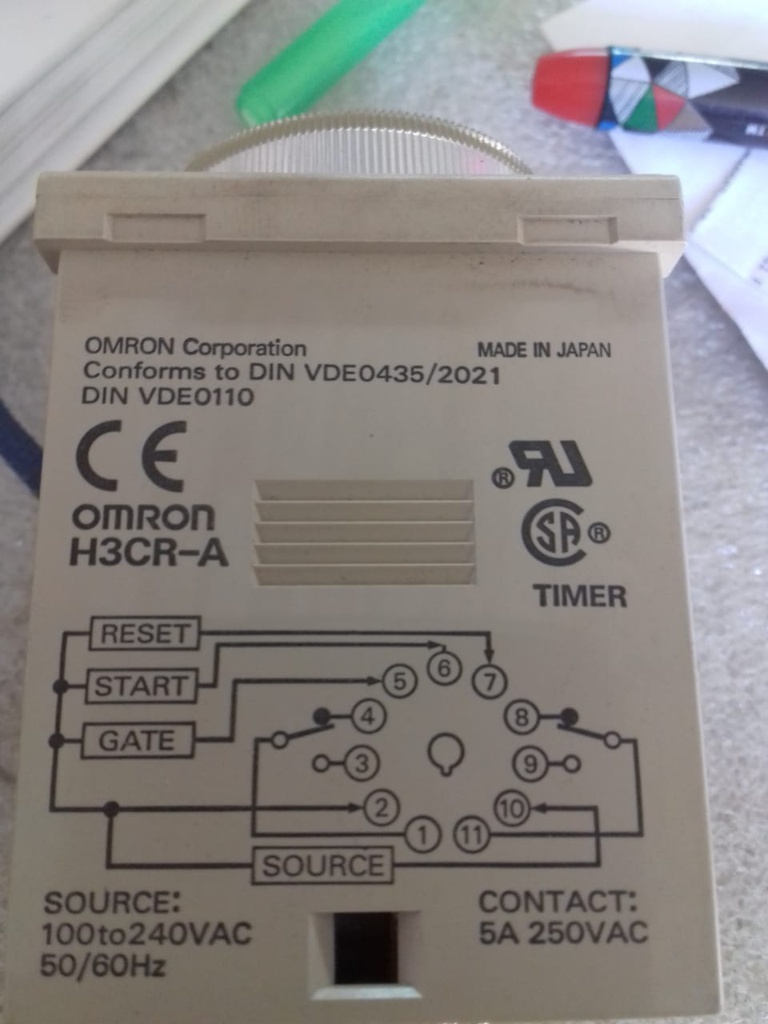 OMRON Corporation
MADE IN JAPAN
Conforms to DIN VDE0435/2021
DIN VDE0110
CE
®
RU
OMRON
H3CR-A
SA ®
TIMER
RESET
START
GATE
6
5
7
4
8
3
9
2
10
1
11
SOURCE
SOURCE:
100to240VAC
50/60Hz
CONTACT:
5A 250VAC